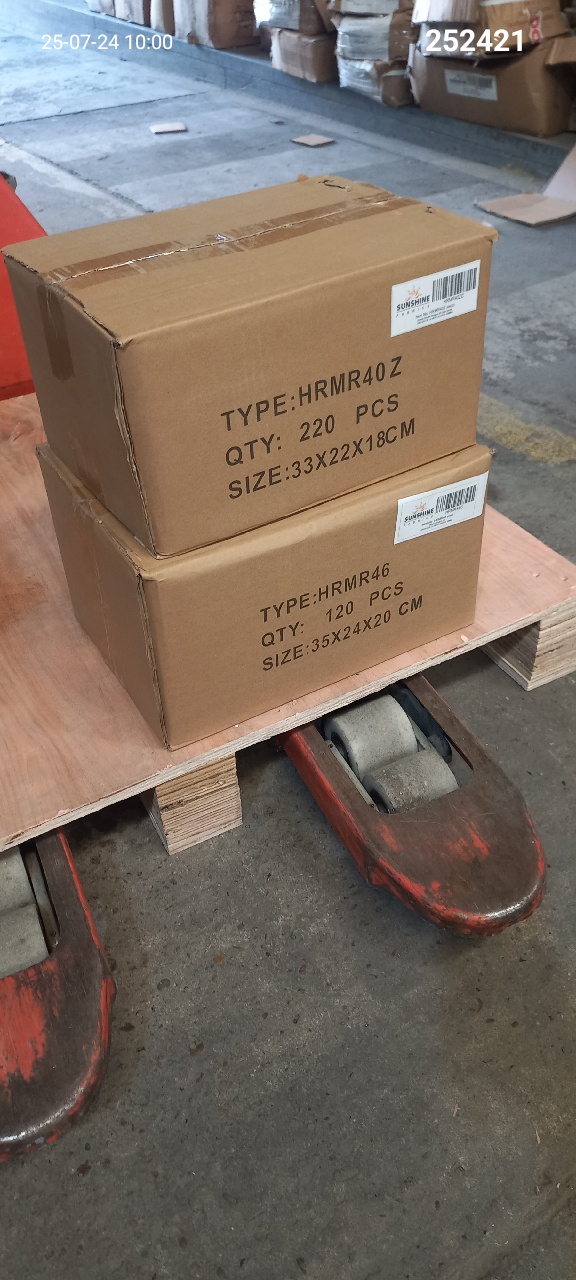 25-07-24 10:00
252421
SUNSHINE
TYPE:HRMR40Z
QTY: 220 PCS
SIZE:33X22X18CM
SUNSHINE
TYPE:HRMR46
QTY: 120 PCS
SIZE:35X24X20 CM